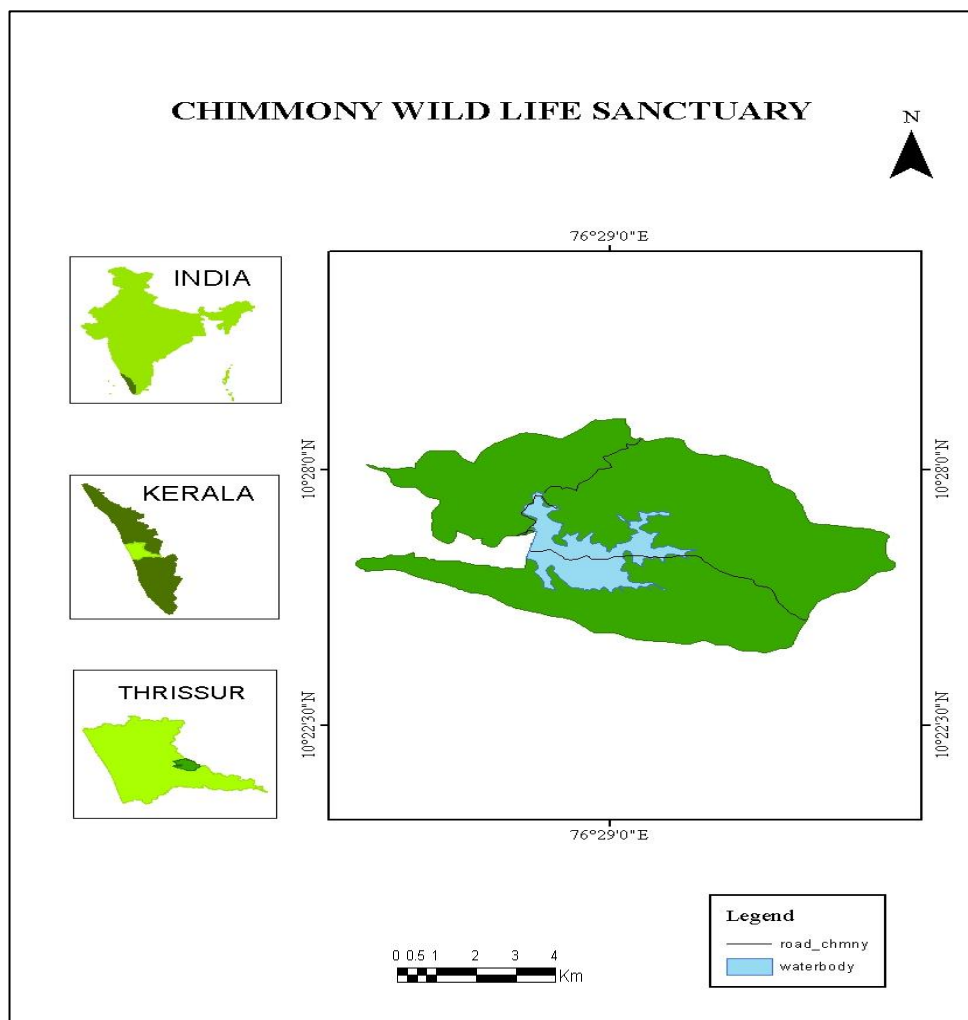 CHIMMONY WILD LIFE SANCTUARY
N
76°29'0"E
INDIA
KERALA
THRISSUR
10°28'0"N
10°28'0"N
10°22'30"N
10°22'30"N
76°29'0"E
Legend
road_chmny
waterbody
0 0.5 1 2 3 4
Km